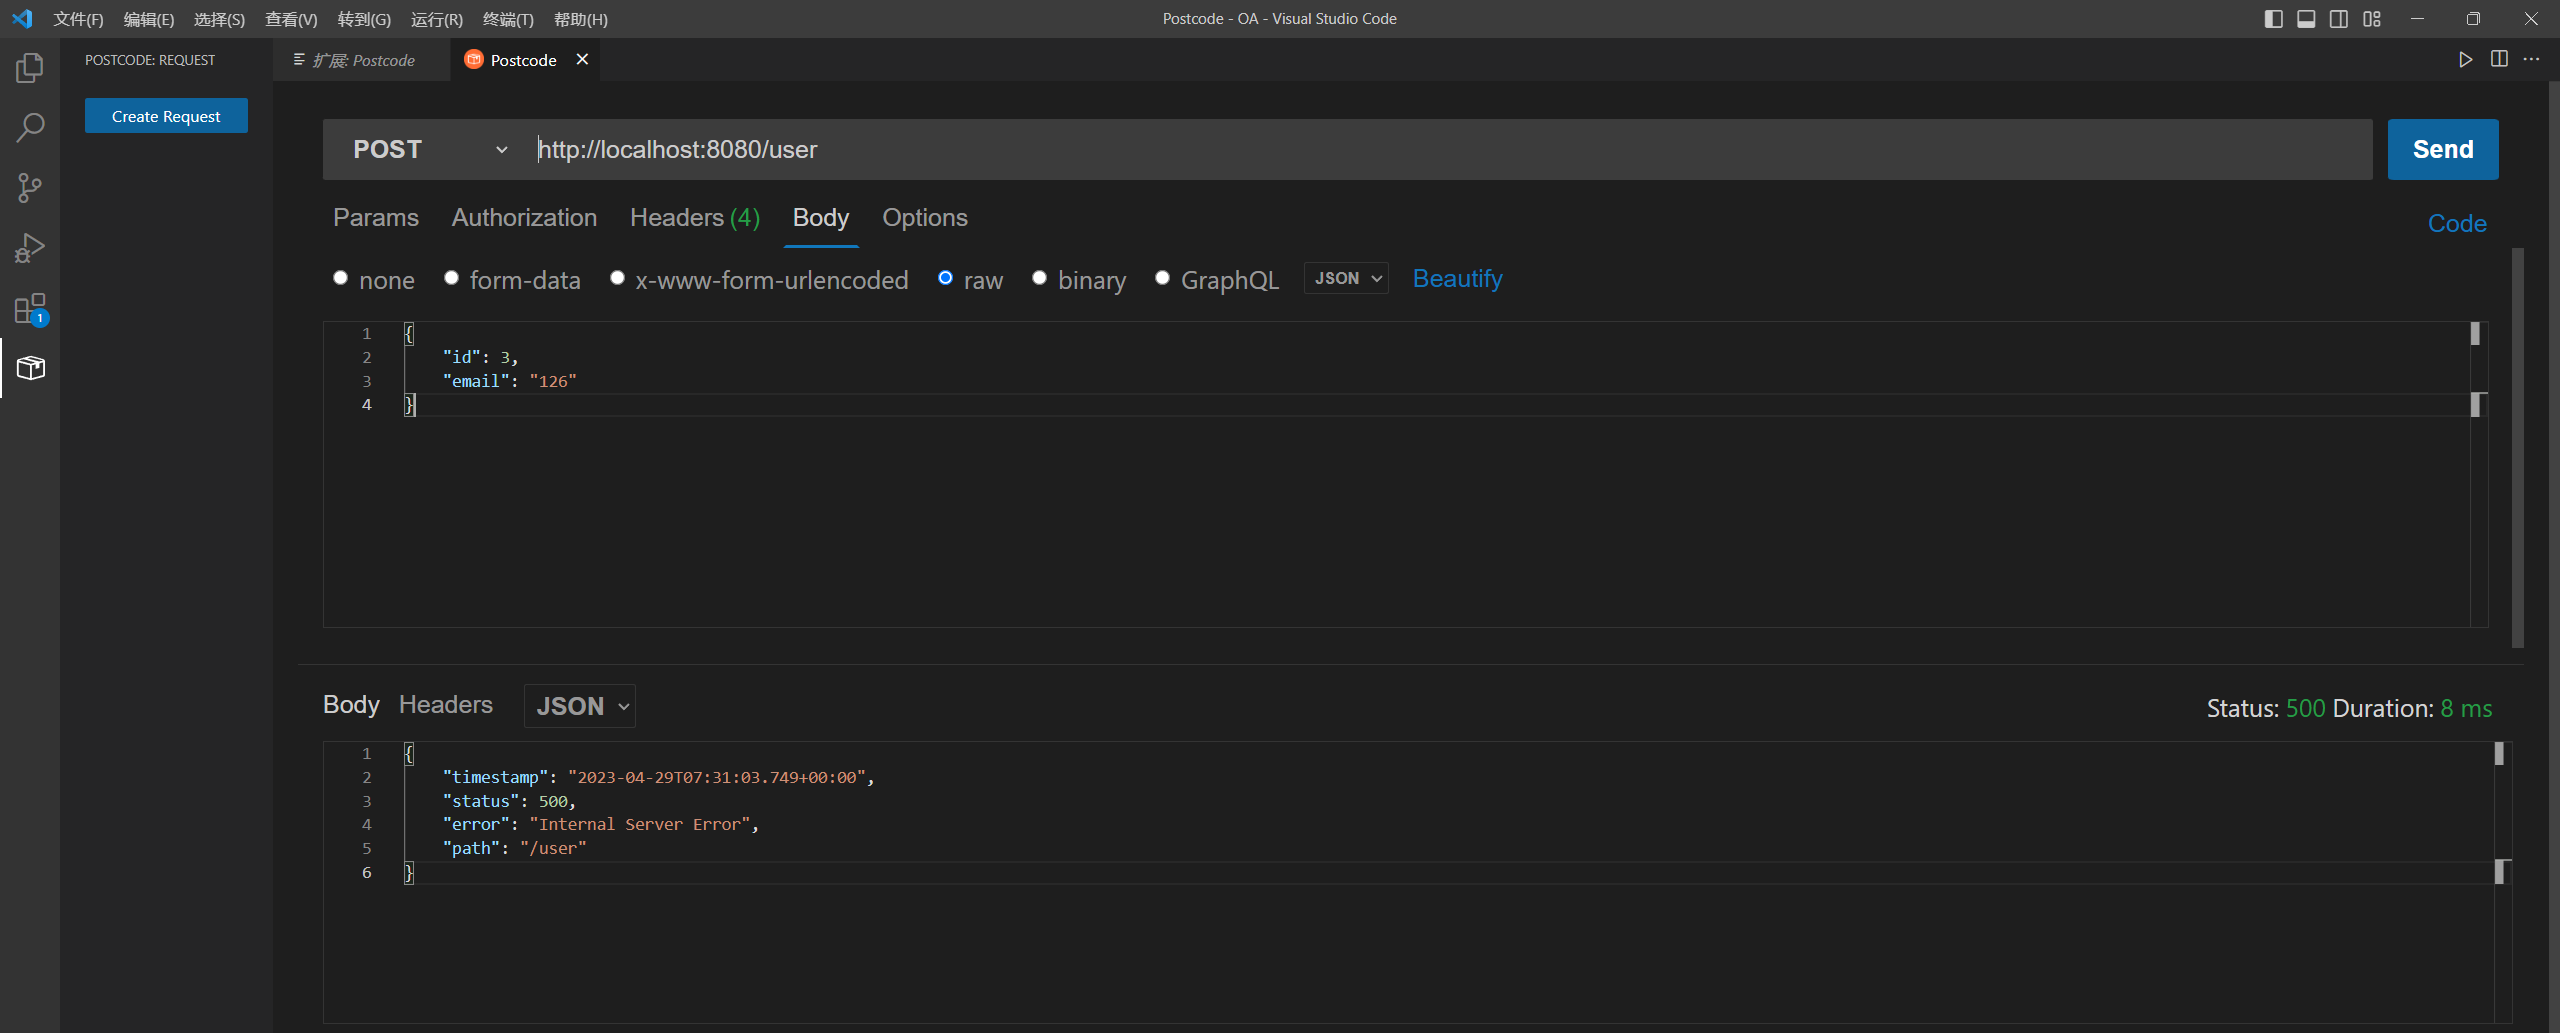 文件(F) 编辑(E) 选择(S) 查看(V) 转到(G) 运行(R) 终端(T) 帮助(H) Postcode - OA - Visual Studio Code
POSTCODE: REQUEST
扩展: Postcode Postcode
Create Request
1
POST http://localhost:8080/user Send
Params Authorization Headers (4) Body Options Code
none form-data x-www-form-urlencoded raw binary GraphQL JSON Beautify
1 {
2 "id": 3,
3 "email": "126"
4 }
Body Headers JSON Status: 500 Duration: 8 ms
1 {
2 "timestamp": "2023-04-29T07:31:03.749+00:00",
3 "status": 500,
4 "error": "Internal Server Error",
5 "path": "/user"
6 }